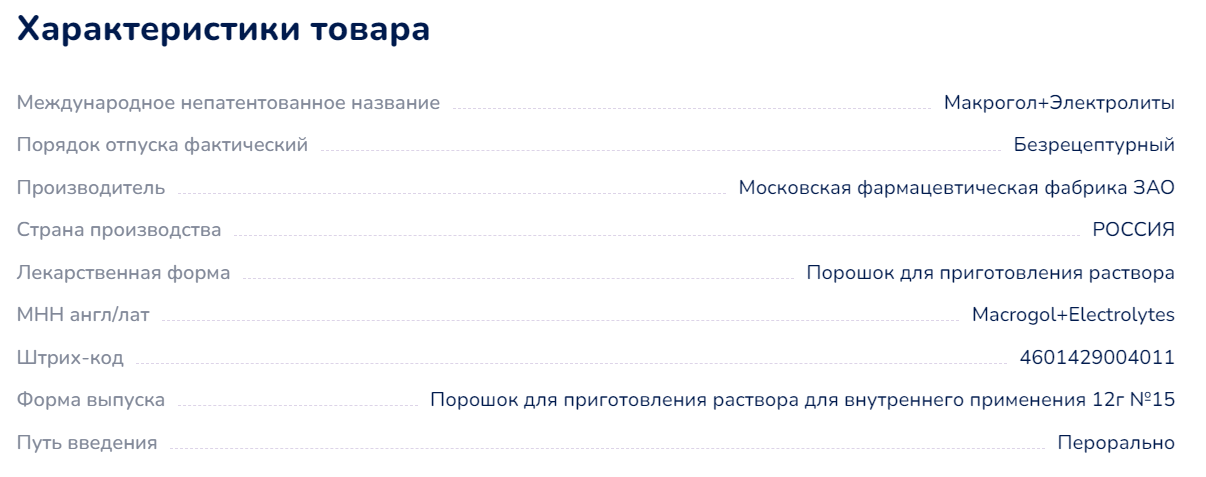 Характеристики товара
Международное непатентованное название Макрогол+Электролиты
Порядок отпуска фактический Безрецептурный
Производитель Московская фармацевтическая фабрика ЗАО
Страна производства РОССИЯ
Лекарственная форма Порошок для приготовления раствора
МНН англ/лат Macrogol+Electrolytes
Штрих-код 4601429004011
Форма выпуска Порошок для приготовления раствора для внутреннего применения 12г №15
Путь введения Перорально